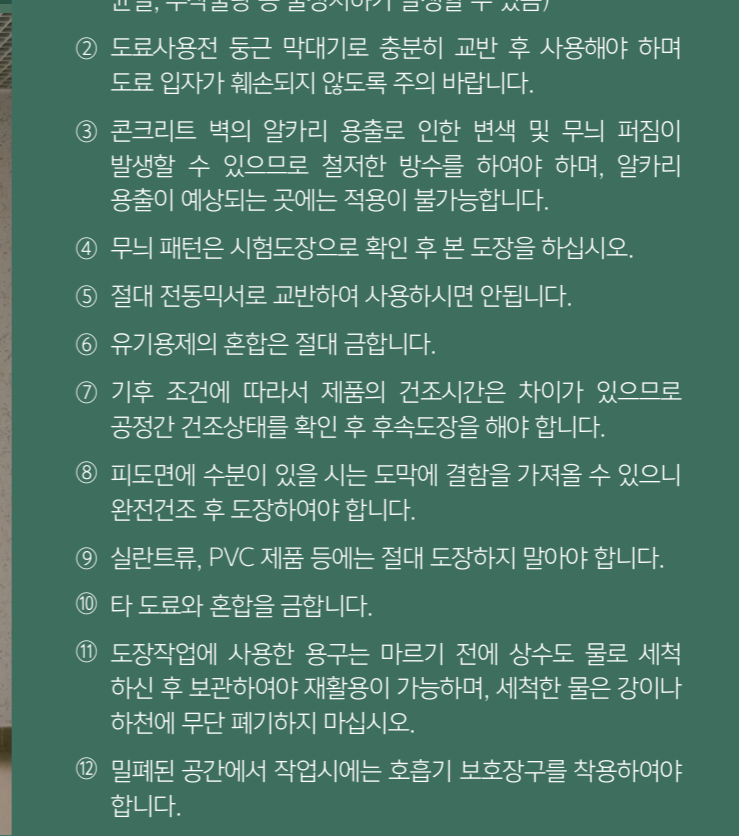 ② 도료사용전 둥근 막대기로 충분히 교반 후 사용해야 하며
도료 입자가 훼손되지 않도록 주의 바랍니다.
③ 콘크리트 벽의 알카리 용출로 인한 변색 및 무늬 퍼짐이
발생할 수 있으므로 철저한 방수를 하여야 하며, 알카리
용출이 예상되는 곳에는 적용이 불가능합니다.
④ 무늬 패턴은 시험도장으로 확인 후 본 도장을 하십시오.
⑤ 절대 전동믹서로 교반하여 사용하시면 안됩니다.
⑥ 유기용제의 혼합은 절대 금합니다.
⑦ 기후 조건에 따라서 제품의 건조시간은 차이가 있으므로
공정간 건조상태를 확인 후 후속도장을 해야 합니다.
⑧ 피도면에 수분이 있을 시는 도막에 결함을 가져올 수 있으니
완전건조 후 도장하여야 합니다.
⑨ 실란트류, PVC 제품 등에는 절대 도장하지 말아야 합니다.
⑩ 타 도료와 혼합을 금합니다.
⑪ 도장작업에 사용한 용구는 마르기 전에 상수도 물로 세척
하신 후 보관하여야 재활용이 가능하며, 세척한 물은 강이나
하천에 무단 폐기하지 마십시오.
⑫ 밀폐된 공간에서 작업시에는 호흡기 보호장구를 착용하여야
합니다.